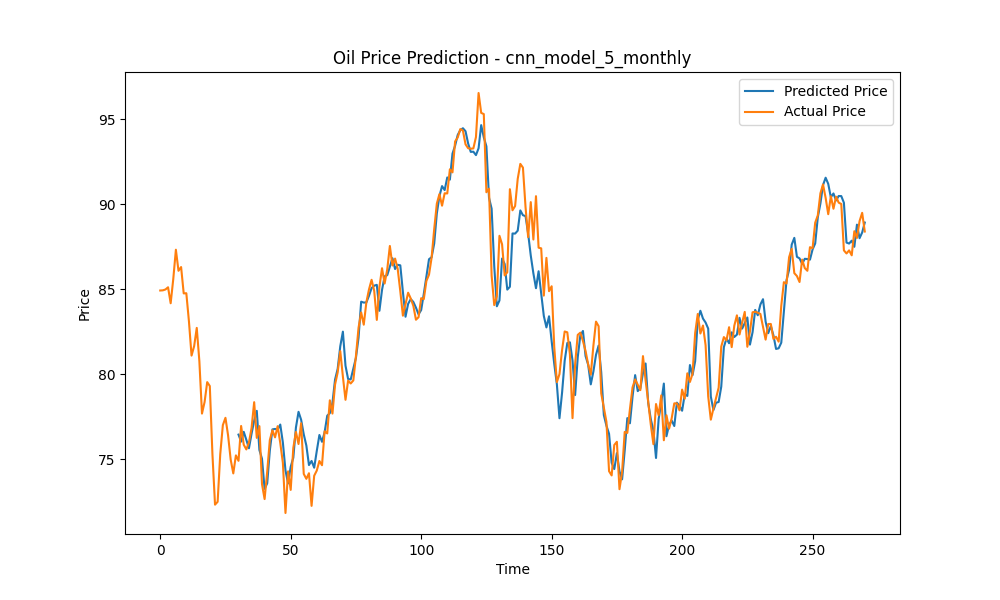 Oil Price Prediction - cnn_model_5_monthly
Predicted Price
Actual Price
95
90
85
80
75
Price
0 50 100 150 200 250
Time